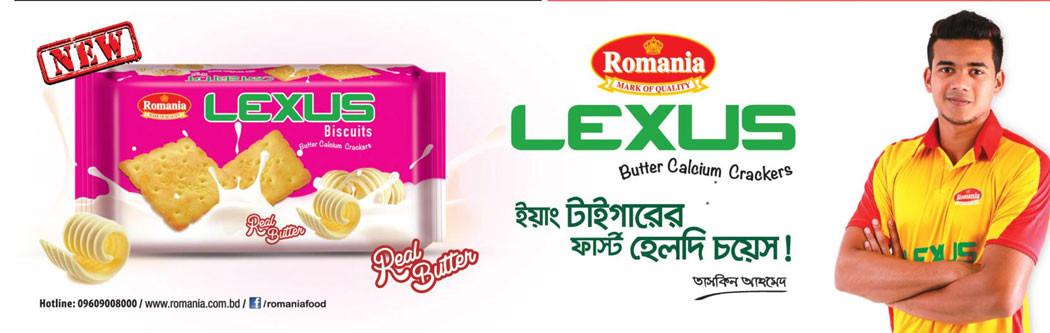 NEW
Romania
MARK OF QUALITY
LEXUS
Biscuits
Butter Calcium Crackers
Real
Butter
Real
Butter
Hotline: 09609008000 / www.romania.com.bd / f /romaniafood
Romania
MARK OF QUALITY
LEXUS
Butter Calcium Crackers
ইয়াং টাইগারের
ফার্স্ট হেলদি চয়েস !
তাসকিন আহমেদ
Romania
LEXUS